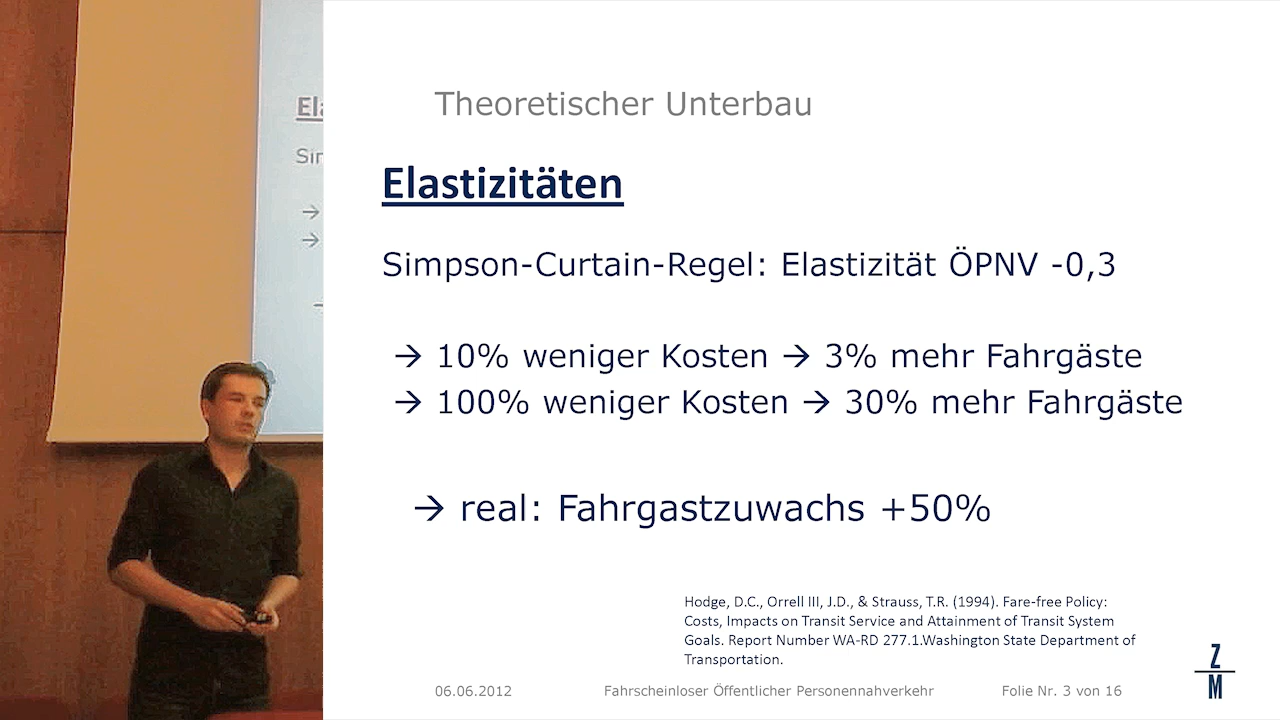 Theoretischer Unterbau
Elastizitäten
Simpson-Curtain-Regel: Elastizität ÖPNV -0,3
→ 10% weniger Kosten → 3% mehr Fahrgäste
→ 100% weniger Kosten → 30% mehr Fahrgäste
→ real: Fahrgastzuwachs +50%
Hodge, D.C., Orrell III, J.D., & Strauss, T.R. (1994). Fare-free Policy:
Costs, Impacts on Transit Service and Attainment of Transit System
Goals. Report Number WA-RD 277.1.Washington State Department of
Transportation.
Z
M
06.06.2012 Fahrscheinloser Öffentlicher Personennahverkehr Folie Nr. 3 von 16